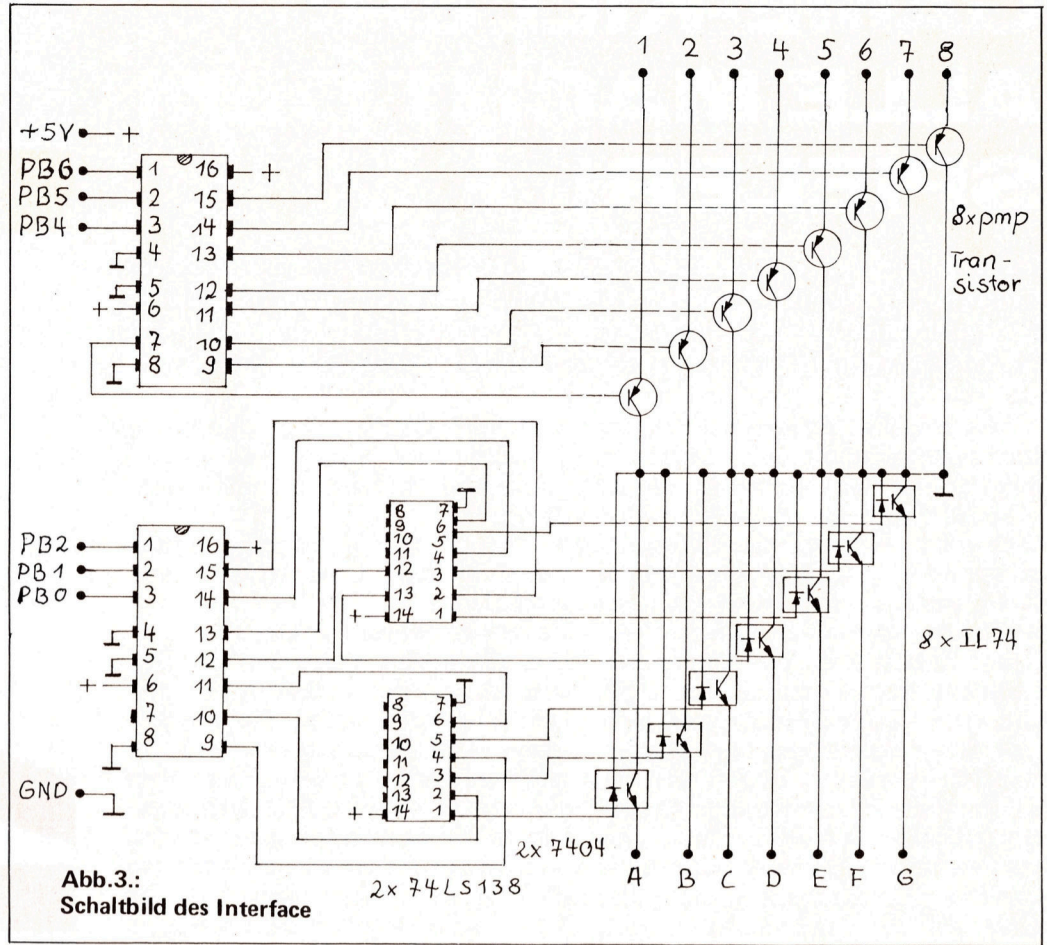 1 2 3 4 5 6 7 8
+5V +
PB6
PB5
PB4
1 16 +
2 15
3 14
4 13
5 12
+ 6 11
7 10
8 9
8xpmp
Tran-
sistor
PB2
PB1
PB0
1 16 +
2 15
3 14
4 13
5 12
+ 6 11
7 10
8 9
GND
8 7
9 6
10 5
11 4
12 3
13 2
+ 14 1
8 7
9 6
10 5
11 4
12 3
13 2
+ 14 1
8 x IL 74
2x 7404
A B C D E F G
2x 74LS138
Abb.3.:
Schaltbild des Interface